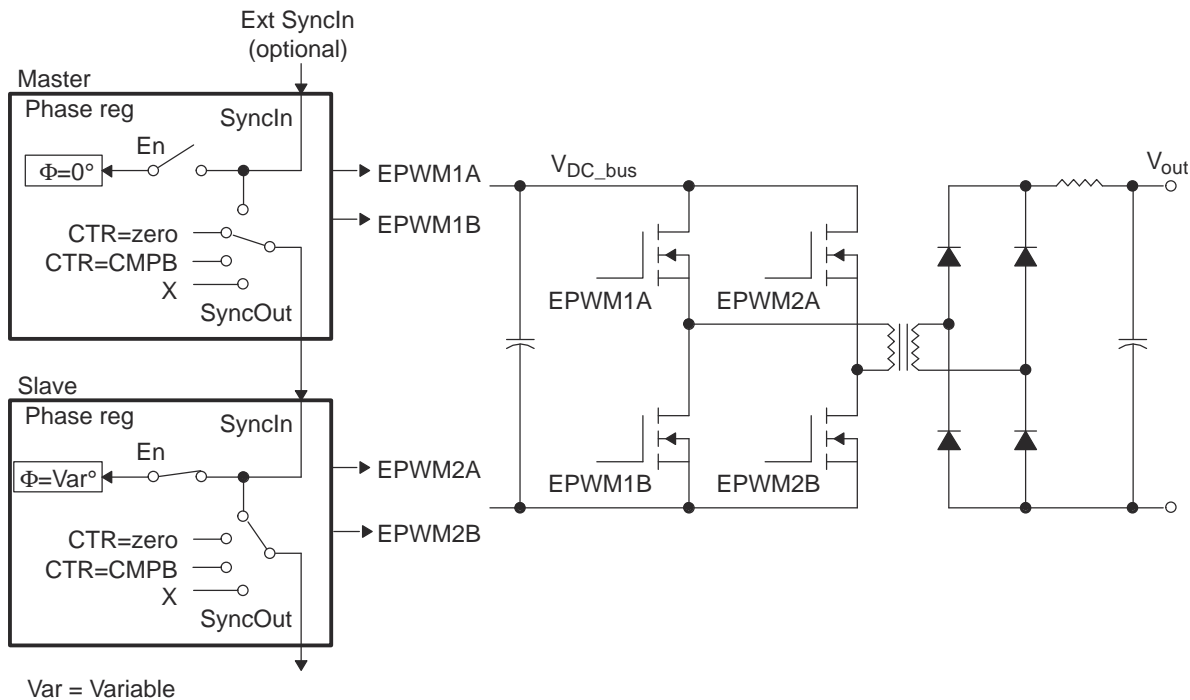 Ext SyncIn
(optional)
Master
Phase reg
SyncIn
En
Φ=0°
EPWM1A
EPWM1B
CTR=zero
CTR=CMPB
X
SyncOut
Slave
Phase reg
SyncIn
En
Φ=Var°
EPWM2A
EPWM2B
CTR=zero
CTR=CMPB
X
SyncOut
Var = Variable
VDC_bus
Vout
EPWM1A
EPWM2A
EPWM1B
EPWM2B